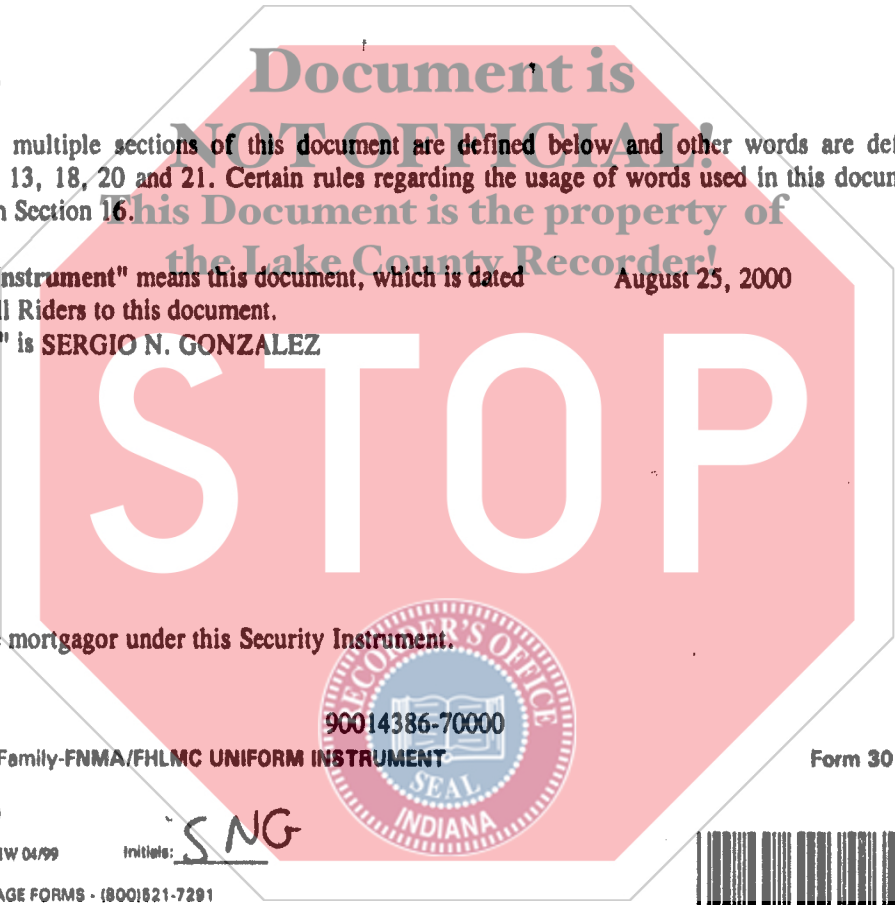 Document is
NOT OFFICIAL!
multiple sections of this document are defined below and other words are def
13, 18, 20 and 21. Certain rules regarding the usage of words used in this docum
Section 16.
This Document is the property of
the Lake County Recorder!
nstrument" means this document, which is dated August 25, 2000
ll Riders to this document.
" is SERGIO N. GONZALEZ
STOP
mortgagor under this Security Instrument.
RECORDER'S OFFICE
90014386-70000
Family-FNMA/FHLMC UNIFORM INSTRUMENT Form 30
SEAL
INDIANA
W 04/99 Initials: SNG
AGE FORMS - (800)521-7291